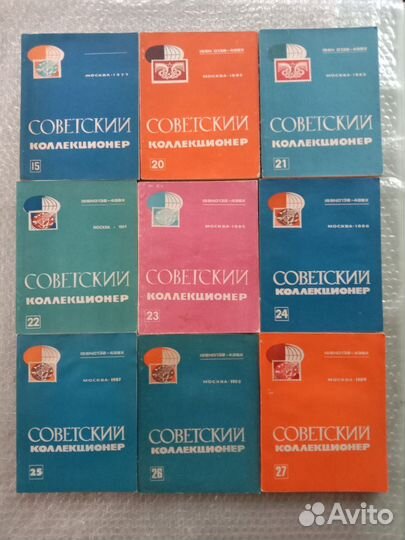 МОСКВА-1977
СОВЕТСКИЙ
КОЛЛЕКЦИОНЕР
15
МОСКВА-1982
СОВЕТСКИЙ
КОЛЛЕКЦИОНЕР
20
МОСКВА-1983
СОВЕТСКИЙ
КОЛЛЕКЦИОНЕР
21
МОСКВА - 1984
СОВЕТСКИЙ
КОЛЛЕКЦИОНЕР
22
МОСКВА-1985
СОВЕТСКИЙ
КОЛЛЕКЦИОНЕР
23
МОСКВА-1986
СОВЕТСКИЙ
КОЛЛЕКЦИОНЕР
24
МОСКВА-1987
СОВЕТСКИЙ
КОЛЛЕКЦИОНЕР
25
МОСКВА-1988
СОВЕТСКИЙ
КОЛЛЕКЦИОНЕР
26
МОСКВА-1989
СОВЕТСКИЙ
КОЛЛЕКЦИОНЕР
27
Avito